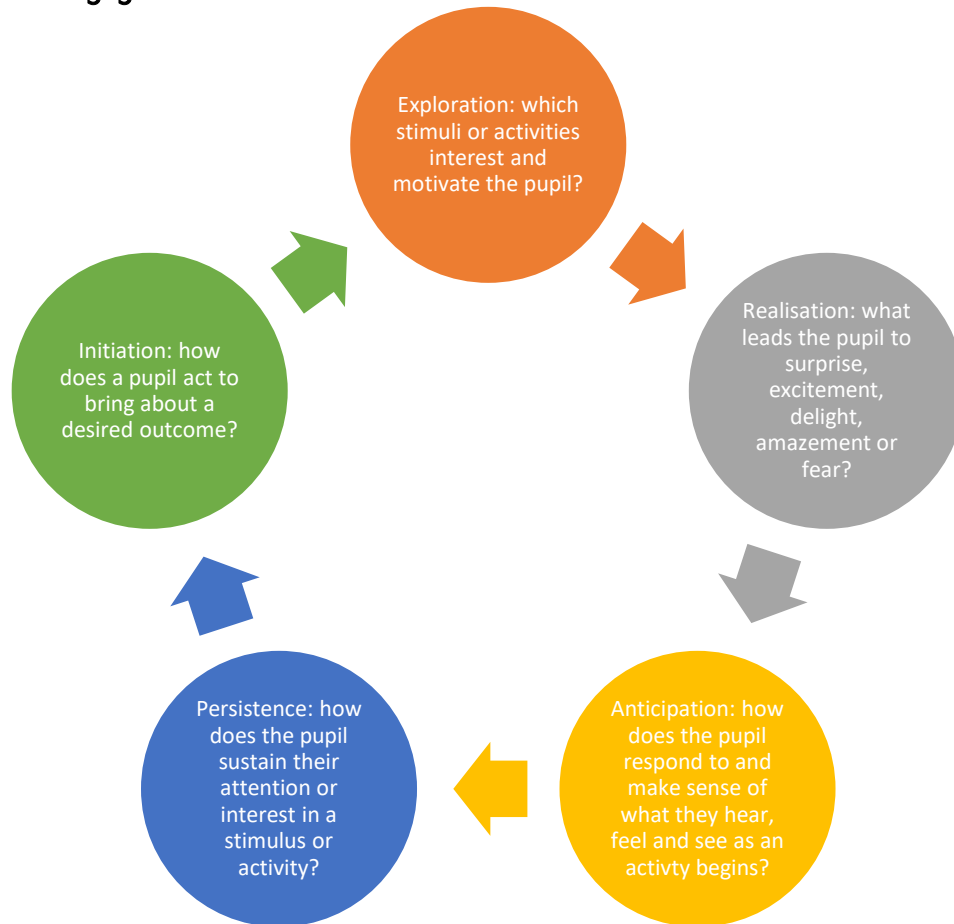 Exploration: which
stimuli or activities
interest and
motivate the pupil?
Realisation: what
leads the pupil to
surprise,
excitement,
delight,
amazement or
fear?
Anticipation: how
does the pupil
respond to and
make sense of
what they hear,
feel and see as an
activty begins?
Persistence: how
does the pupil
sustain their
attention or
interest in a
stimulus or
activity?
Initiation: how
does a pupil act to
bring about a
desired outcome?